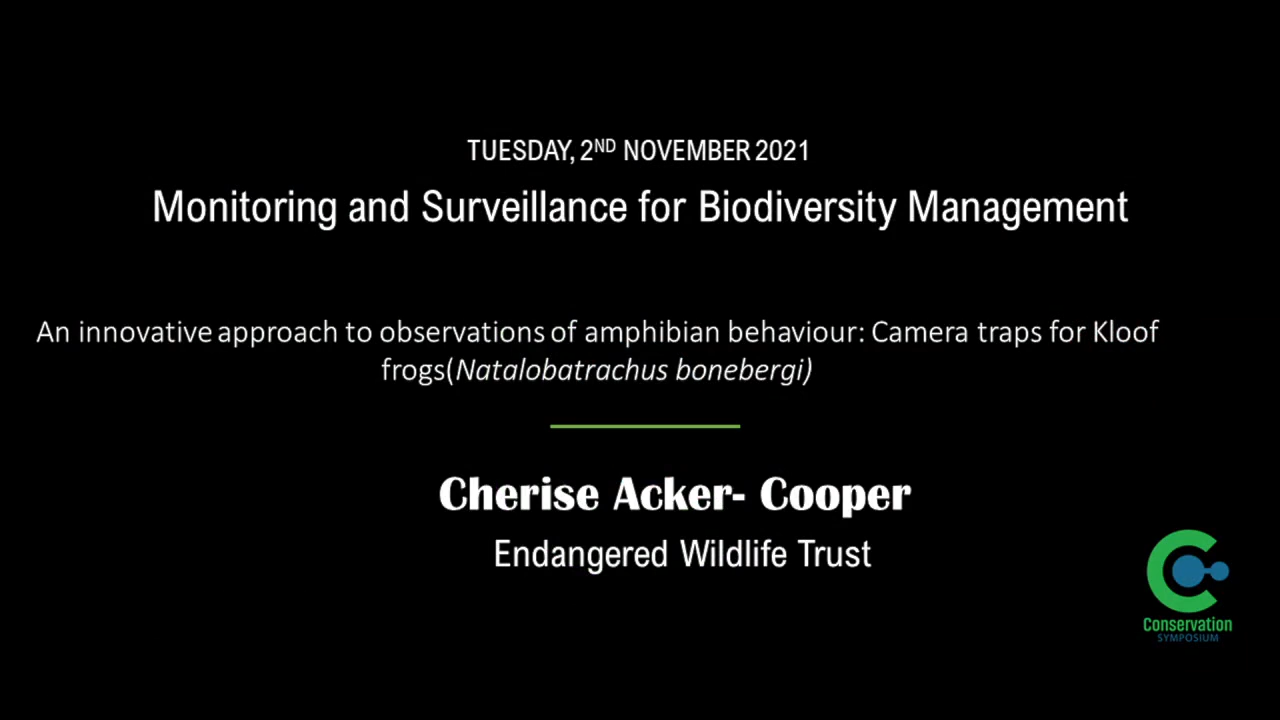 TUESDAY, 2ND NOVEMBER 2021
Monitoring and Surveillance for Biodiversity Management
An innovative approach to observations of amphibian behaviour: Camera traps for Kloof
frogs(Natalobatrachus bonebergi)
Cherise Acker- Cooper
Endangered Wildlife Trust
Conservation
SYMPOSIUM